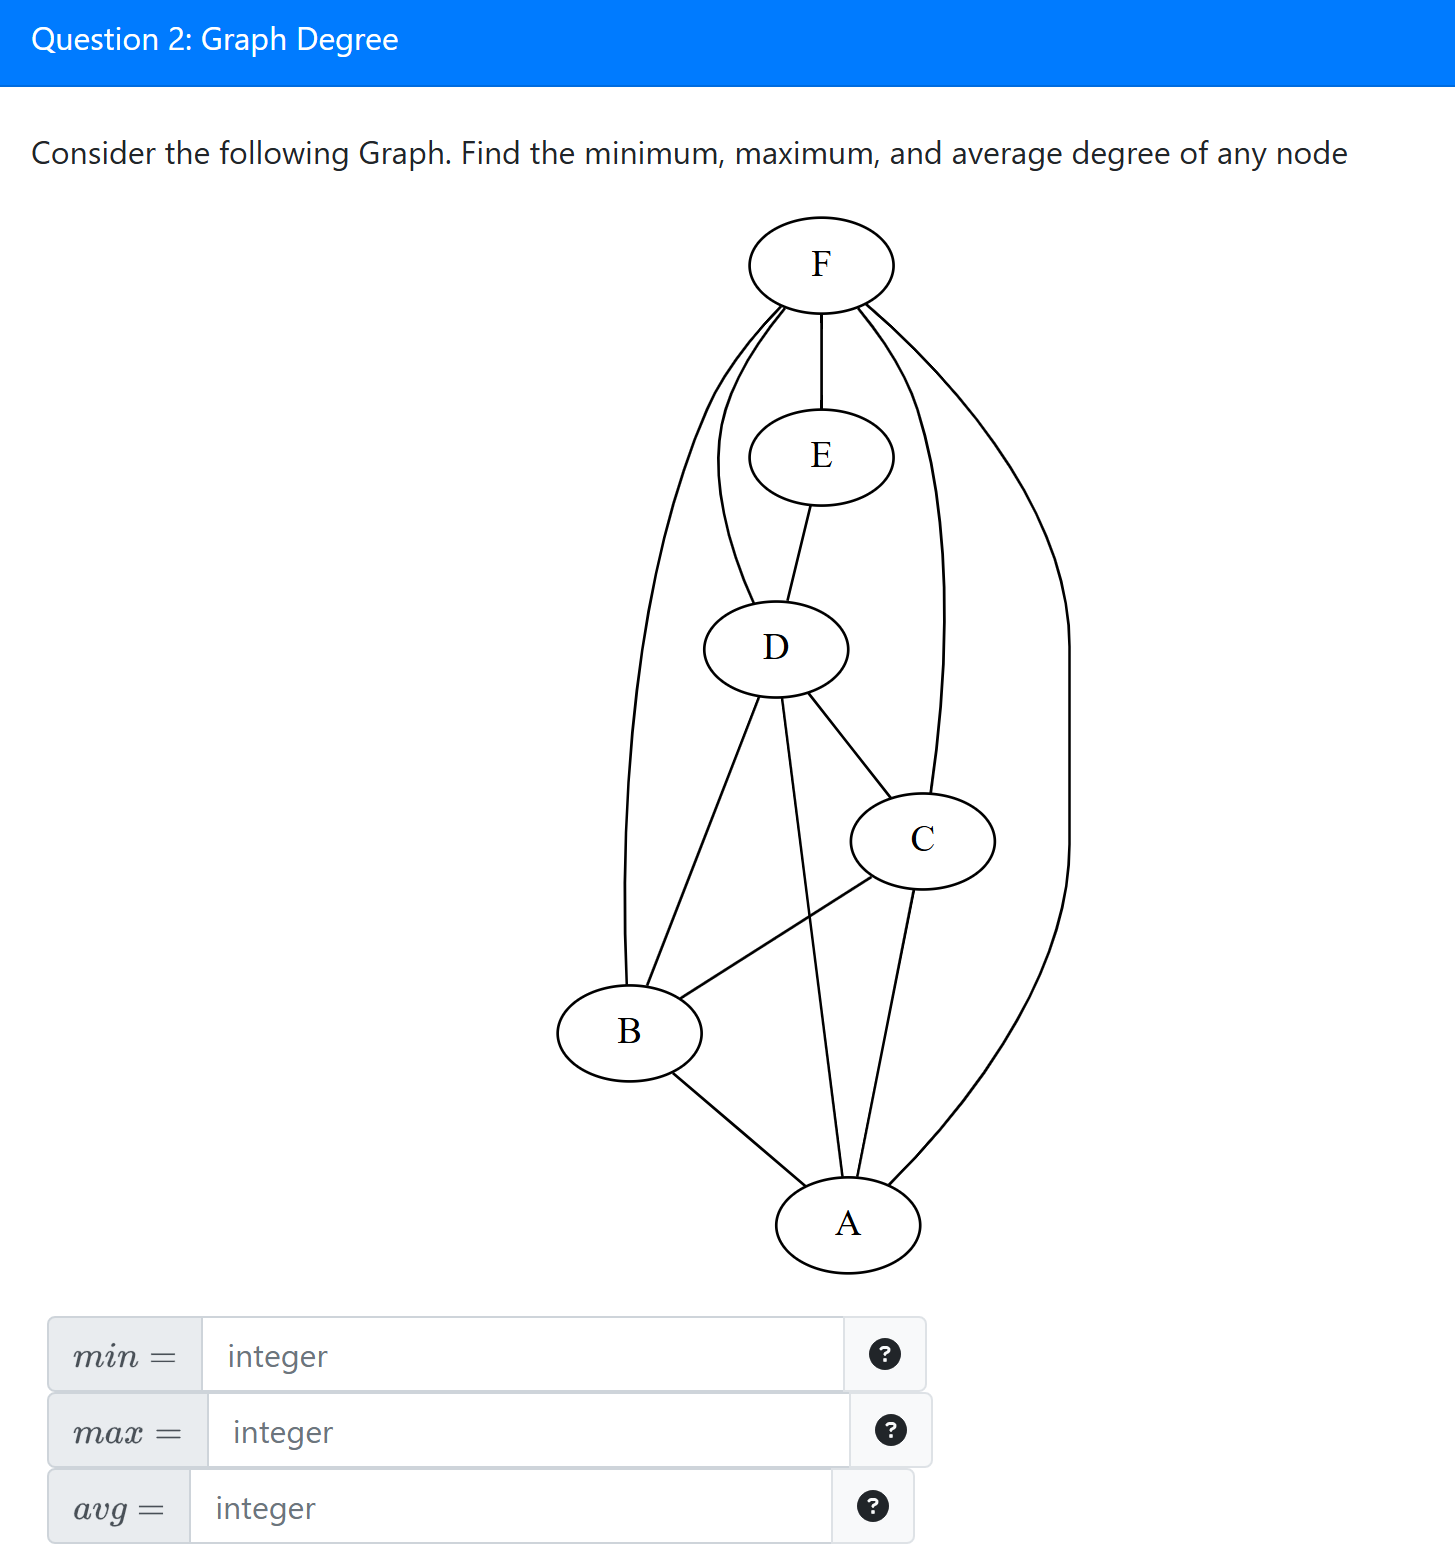 Question 2: Graph Degree
Consider the following Graph. Find the minimum, maximum, and average degree of any node
F
E
D
C
B
A
min = integer ?
max = integer ?
avg = integer ?